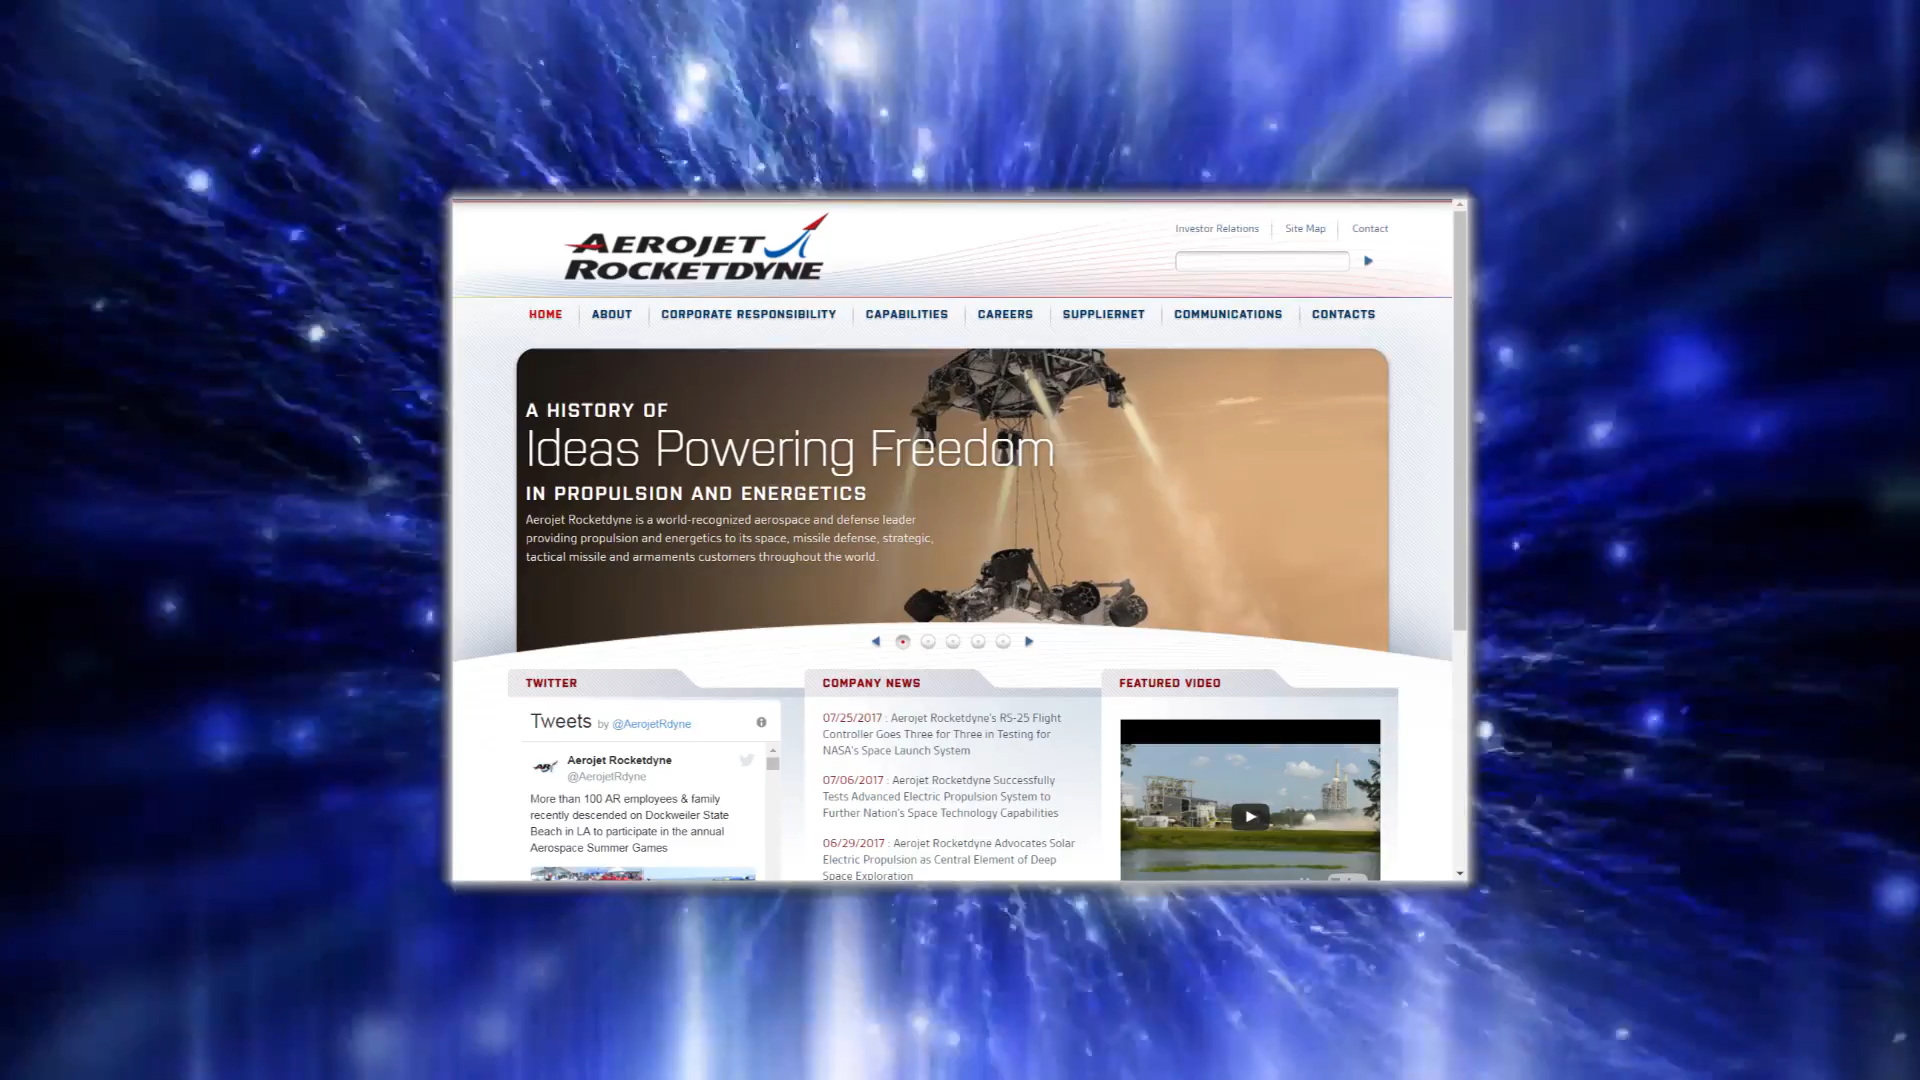 AEROJET
ROCKETDYNE
Investor Relations
Site Map
Contact
HOME
ABOUT
CORPORATE RESPONSIBILITY
CAPABILITIES
CAREERS
SUPPLIERNET
COMMUNICATIONS
CONTACTS
A HISTORY OF
Ideas Powering Freedom
IN PROPULSION AND ENERGETICS
Aerojet Rocketdyne is a world-recognized aerospace and defense leader
providing propulsion and energetics to its space, missile defense, strategic,
tactical missile and armaments customers throughout the world.
TWITTER
Tweets by @AerojetRdyne
Aerojet Rocketdyne
@AerojetRdyne
More than 100 AR employees & family
recently descended on Dockweiler State
Beach in LA to participate in the annual
Aerospace Summer Games
COMPANY NEWS
07/25/2017 : Aerojet Rocketdyne's RS-25 Flight
Controller Goes Three for Three in Testing for
NASA's Space Launch System
07/06/2017 : Aerojet Rocketdyne Successfully
Tests Advanced Electric Propulsion System to
Further Nation's Space Technology Capabilities
06/29/2017 : Aerojet Rocketdyne Advocates Solar
Electric Propulsion as Central Element of Deep
Space Exploration
FEATURED VIDEO